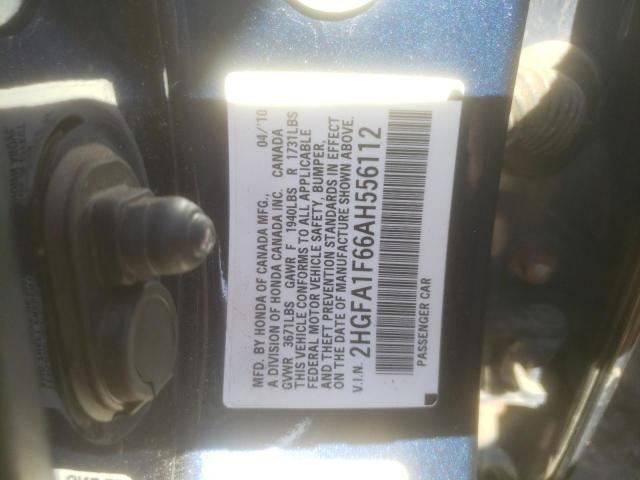 MFD. BY HONDA OF CANADA MFG., 04/'10
A DIVISION OF HONDA CANADA INC. CANADA
GVWR 3671LBS GAWR F 1940LBS R 1731LBS
THIS VEHICLE CONFORMS TO ALL APPLICABLE
FEDERAL MOTOR VEHICLE SAFETY, BUMPER,
AND THEFT PREVENTION STANDARDS IN EFFECT
ON THE DATE OF MANUFACTURE SHOWN ABOVE.
V.I.N. 2HGFA1F66AH556112
PASSENGER CAR